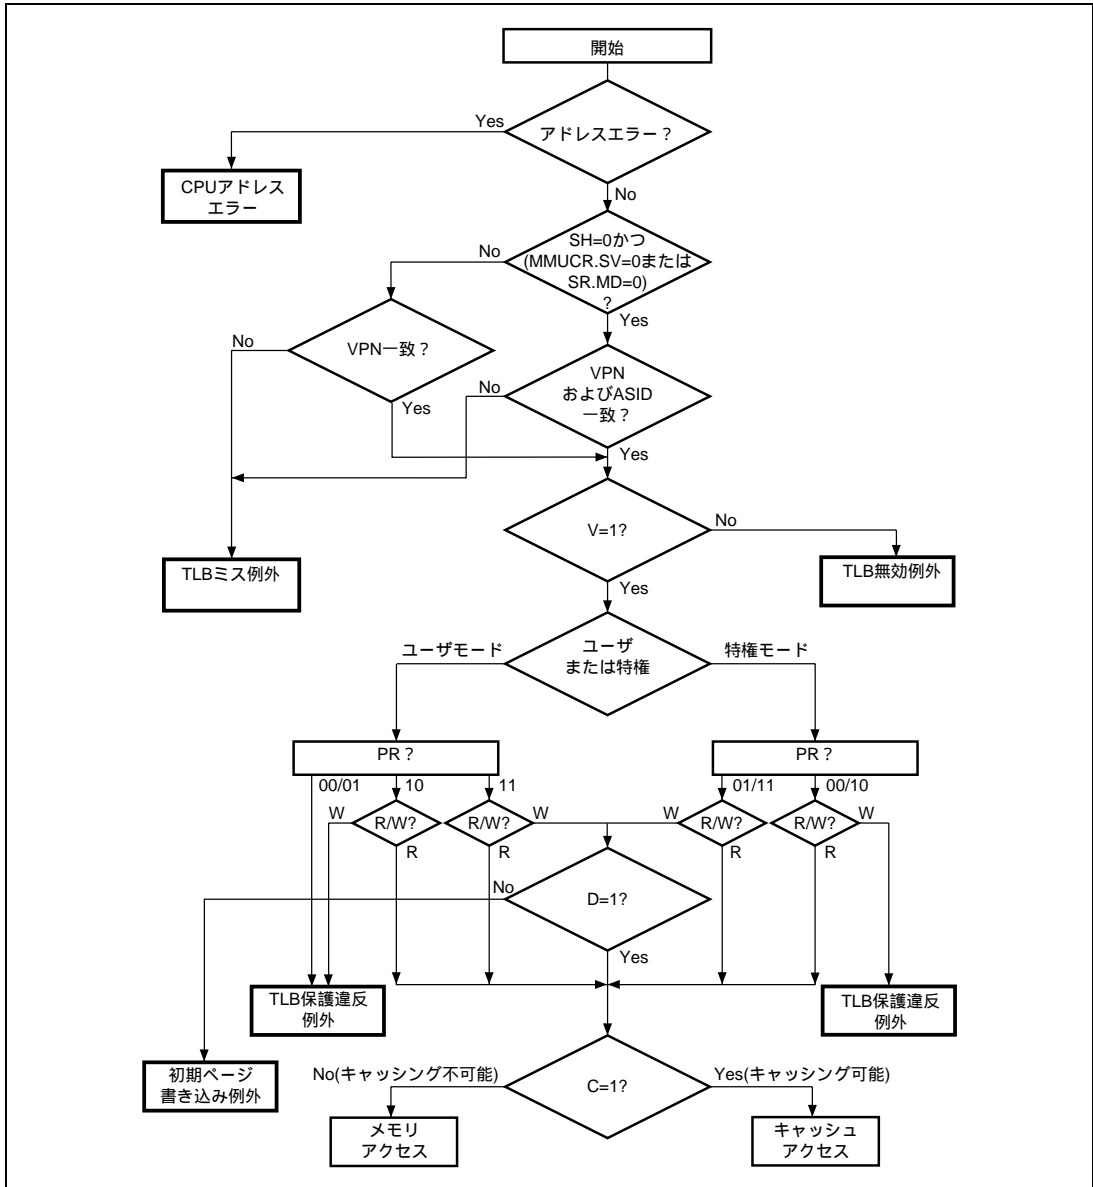 開始
アドレスエラー？
Yes
CPUアドレス
エラー
No
SH=0かつ
(MMUCR.SV=0または
SR.MD=0)
?
No
Yes
VPN一致？
No
Yes
VPN
およびASID
一致？
No
Yes
V=1?
No
TLBミス例外
TLB無効例外
Yes
ユーザ
または特権
ユーザモード
特権モード
PR？
PR？
00/01
10
11
01/11
00/10
W
R/W?
R/W?
W
W
R/W?
R/W?
W
R
R
R
R
No
D=1?
Yes
TLB保護違反
例外
TLB保護違反
例外
初期ページ
書き込み例外
No(キャッシング不可能)
C=1?
Yes(キャッシング可能)
メモリ
アクセス
キャッシュ
アクセス